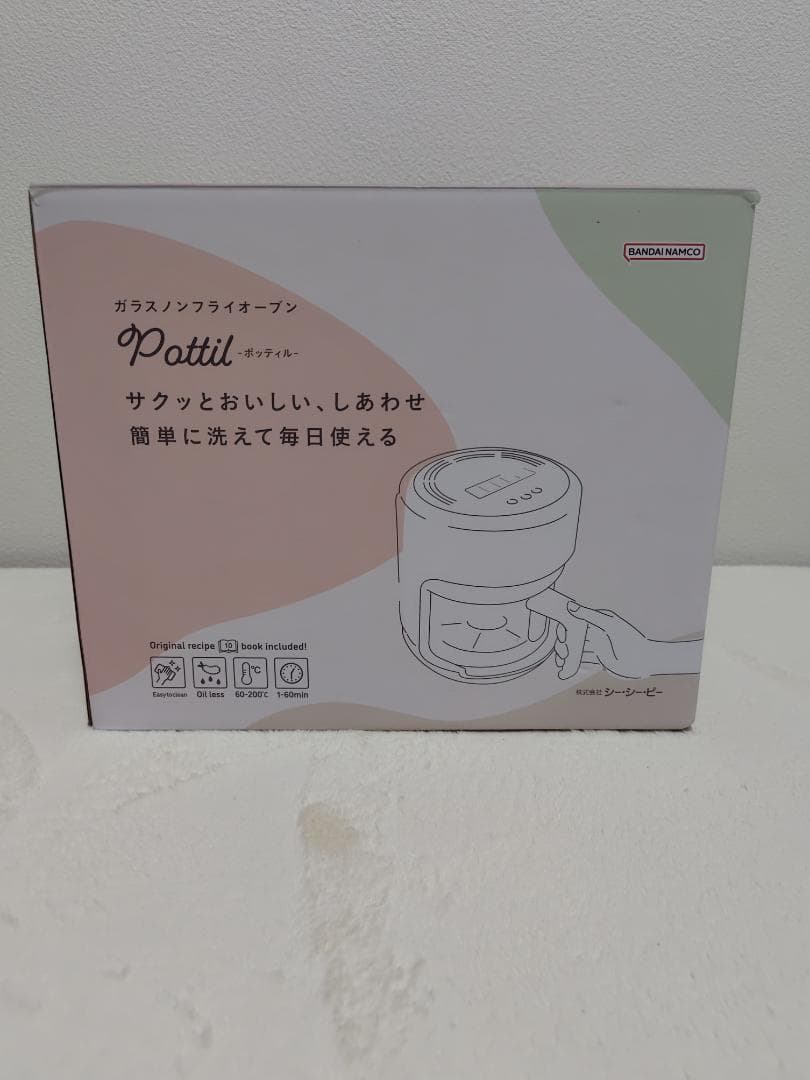 BANDAI NAMCO
ガラスノンフライオーブン
Pottil -ポッティル-
サクッとおいしい、しあわせ
簡単に洗えて毎日使える
Original recipe 10 book included!
Easy to clean Oil less 60-200℃ 1-60min
株式会社 シー・シー・ピー